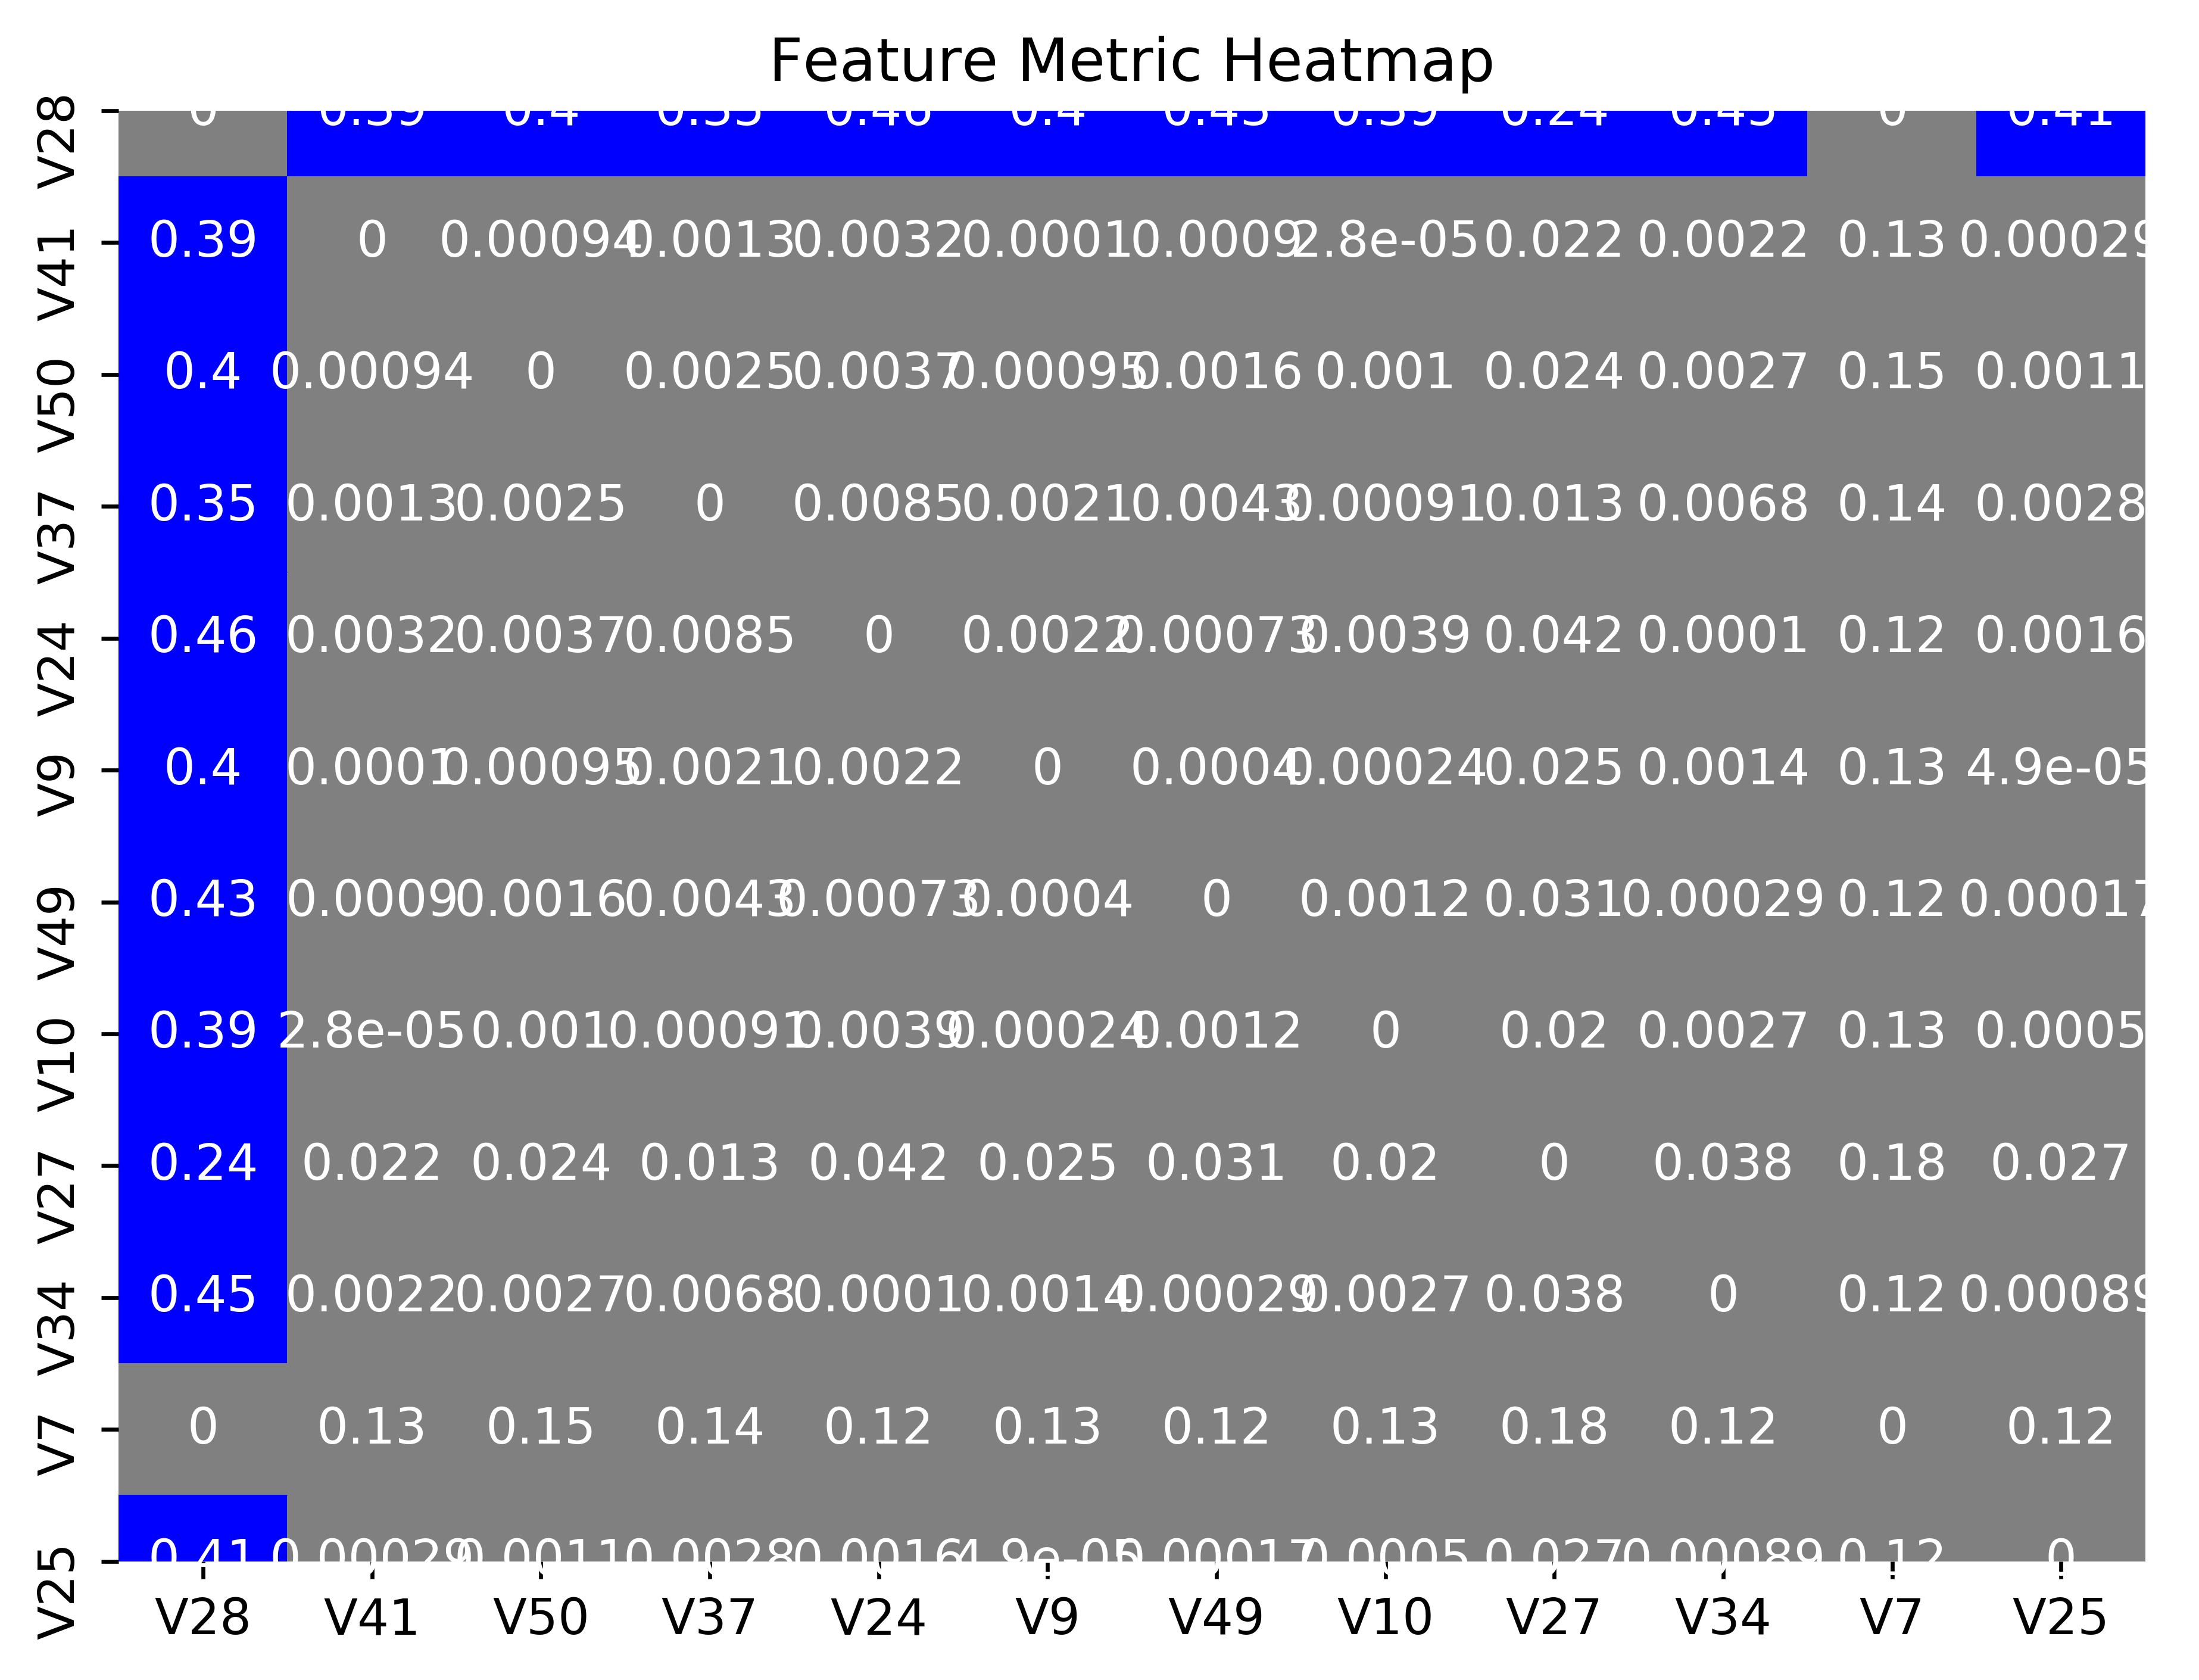 Feature Metric Heatmap
V28 0 0.39 0.4 0.35 0.46 0.4 0.43 0.39 0.24 0.45 0 0.41
V41 0.39 0 0.00094 0.0013 0.0032 0.0001 0.0009 2.8e-05 0.022 0.0022 0.13 0.00029
V50 0.4 0.00094 0 0.0025 0.0037 0.00095 0.0016 0.001 0.024 0.0027 0.15 0.0011
V37 0.35 0.0013 0.0025 0 0.0085 0.0021 0.0043 0.00091 0.013 0.0068 0.14 0.0028
V24 0.46 0.0032 0.0037 0.0085 0 0.0022 0.00073 0.0039 0.042 0.0001 0.12 0.0016
V9 0.4 0.0001 0.00095 0.0021 0.0022 0 0.0004 0.00024 0.025 0.0014 0.13 4.9e-05
V49 0.43 0.0009 0.0016 0.0043 0.00073 0.0004 0 0.0012 0.031 0.00029 0.12 0.00017
V10 0.39 2.8e-05 0.001 0.00091 0.0039 0.00024 0.0012 0 0.02 0.0027 0.13 0.0005
V27 0.24 0.022 0.024 0.013 0.042 0.025 0.031 0.02 0 0.038 0.18 0.027
V34 0.45 0.0022 0.0027 0.0068 0.0001 0.0014 0.00029 0.0027 0.038 0 0.12 0.00089
V7 0 0.13 0.15 0.14 0.12 0.13 0.12 0.13 0.18 0.12 0 0.12
V25 0.41 0.00029 0.0011 0.0028 0.0016 4.9e-05 0.00017 0.0005 0.027 0.00089 0.12 0
V28 V41 V50 V37 V24 V9 V49 V10 V27 V34 V7 V25